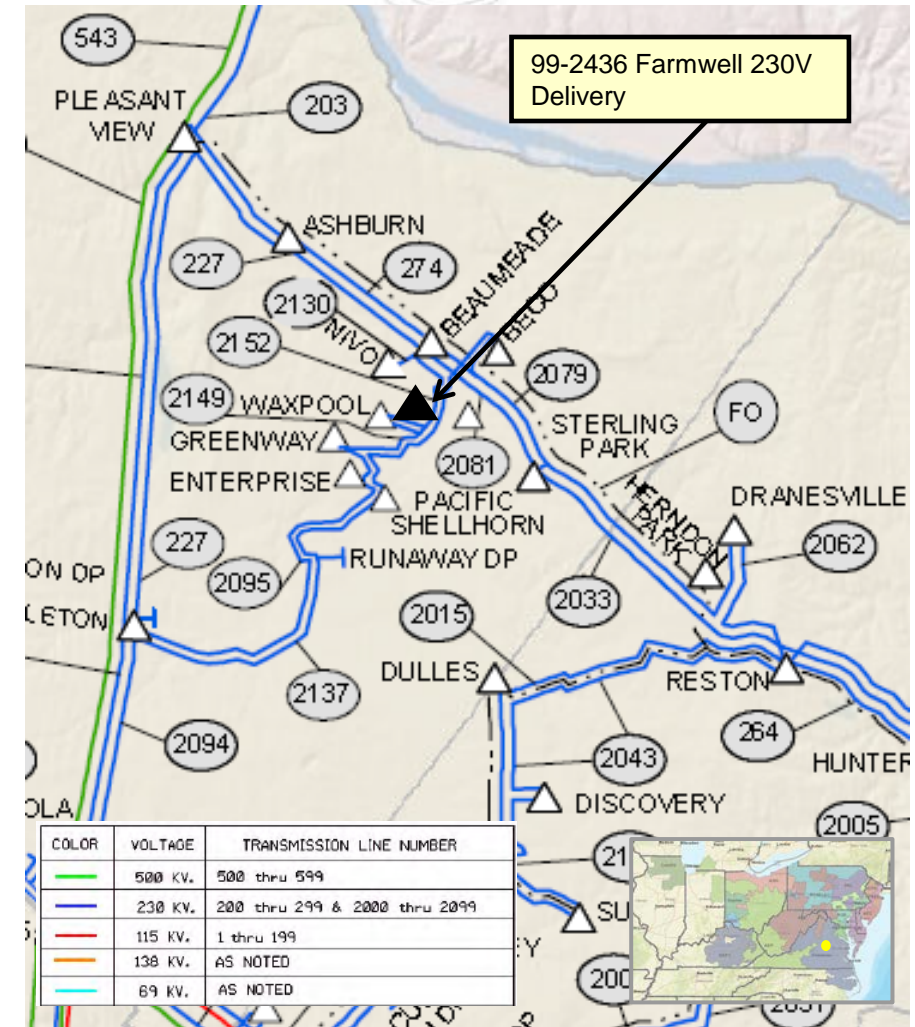 543
99-2436 Farmwell 230V
Delivery
PLEASANT
VIEW
203
ASHBURN
227
274
BEAUMEADE
2130
NIVO
BECO
2152
2079
2149
WAXPOOL
STERLING
PARK
FO
GREENWAY
2081
ENTERPRISE
PACIFIC
SHELLHORN
HERNDON
PARK
DRANESVILLE
227
RUNAWAY DP
2062
ON DP
LETON
2095
2015
2033
DULLES
RESTON
2137
2094
264
2043
HUNTER
OLA
DISCOVERY
2005
COLOR
VOLTAGE
TRANSMISSION LINE NUMBER
500 KV.
500 thru 599
230 KV.
200 thru 299 & 2000 thru 2099
115 KV.
1 thru 199
138 KV.
AS NOTED
69 KV.
AS NOTED
21
SU
EY
200
2031